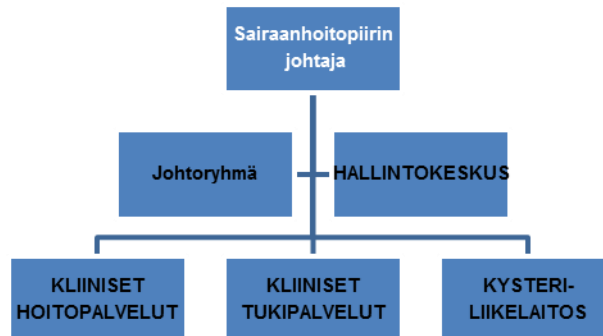 Sairaanhoitopiirin
johtaja
Johtoryhmä
HALLINTOKESKUS
KLIINISET
HOITOPALVELUT
KLIINISET
TUKIPALVELUT
KYSTERI-
LIIKELAITOS